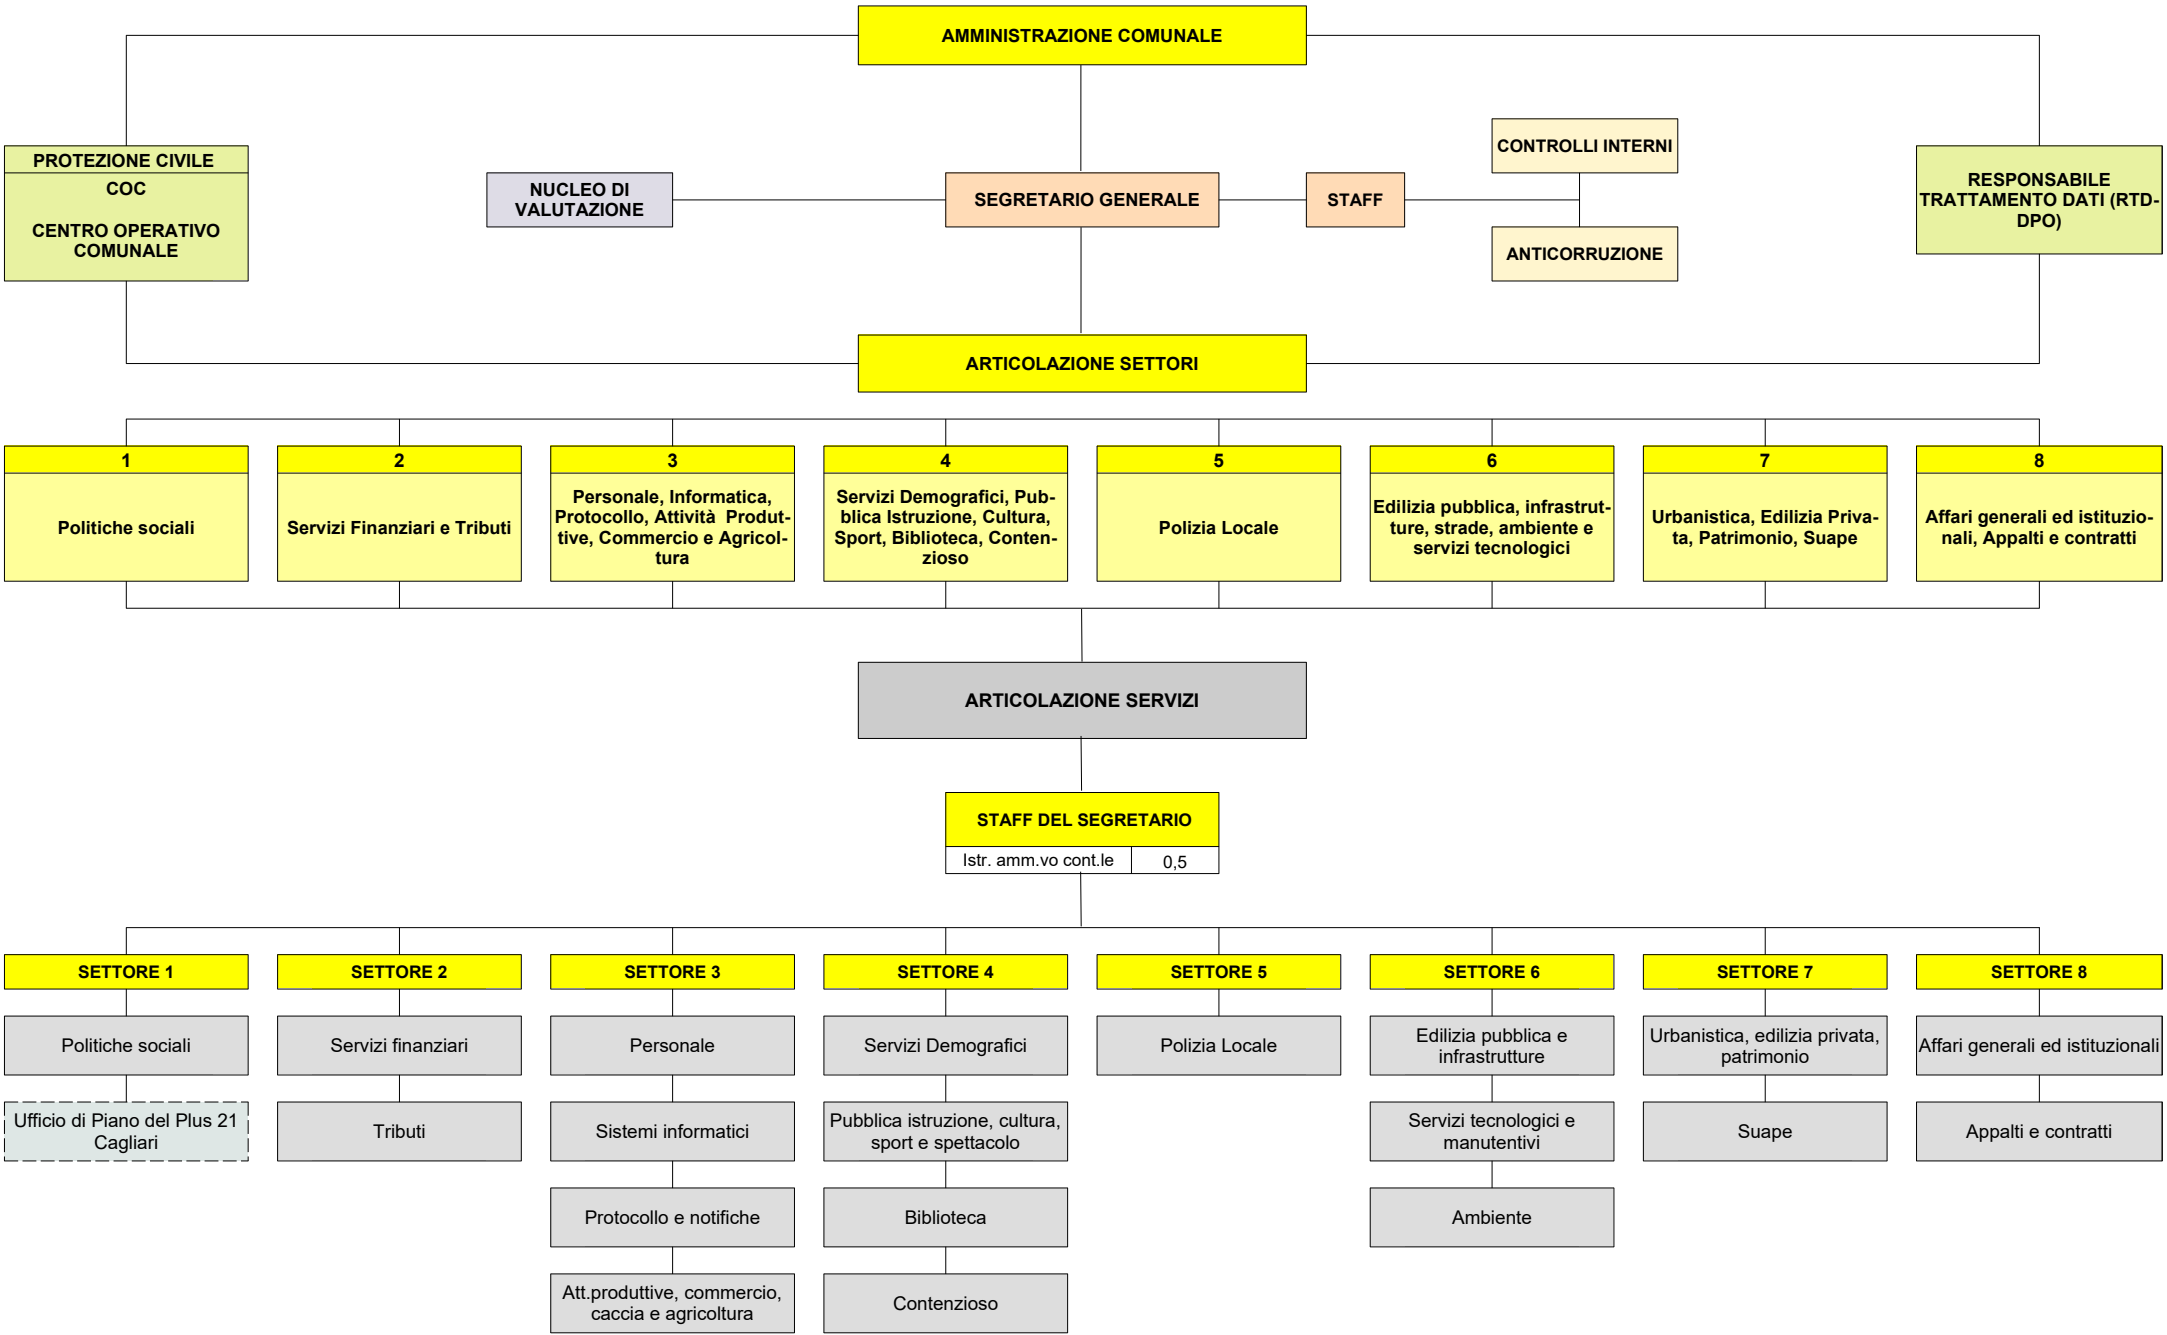 AMMINISTRAZIONE COMUNALE
PROTEZIONE CIVILE
COC
CENTRO OPERATIVO
COMUNALE
NUCLEO DI
VALUTAZIONE
SEGRETARIO GENERALE
STAFF
CONTROLLI INTERNI
ANTICORRUZIONE
RESPONSABILE
TRATTAMENTO DATI (RTD-
DPO)
ARTICOLAZIONE SETTORI
1
Politiche sociali
2
Servizi Finanziari e Tributi
3
Personale, Informatica,
Protocollo, Attività  Produt-
tive, Commercio e Agricol-
tura
4
Servizi Demografici, Pub-
blica Istruzione, Cultura,
Sport, Biblioteca, Conten-
zioso
5
Polizia Locale
6
Edilizia pubblica, infrastrut-
ture, strade, ambiente e
servizi tecnologici
7
Urbanistica, Edilizia Priva-
ta, Patrimonio, Suape
8
Affari generali ed istituzio-
nali, Appalti e contratti
ARTICOLAZIONE SERVIZI
STAFF DEL SEGRETARIO
Istr. amm.vo cont.le 0,5
SETTORE 1
Politiche sociali
Ufficio di Piano del Plus 21
Cagliari
SETTORE 2
Servizi finanziari
Tributi
SETTORE 3
Personale
Sistemi informatici
Protocollo e notifiche
Att.produttive, commercio,
caccia e agricoltura
SETTORE 4
Servizi Demografici
Pubblica istruzione, cultura,
sport e spettacolo
Biblioteca
Contenzioso
SETTORE 5
Polizia Locale
SETTORE 6
Edilizia pubblica e
infrastrutture
Servizi tecnologici e
manutentivi
Ambiente
SETTORE 7
Urbanistica, edilizia privata,
patrimonio
Suape
SETTORE 8
Affari generali ed istituzionali
Appalti e contratti